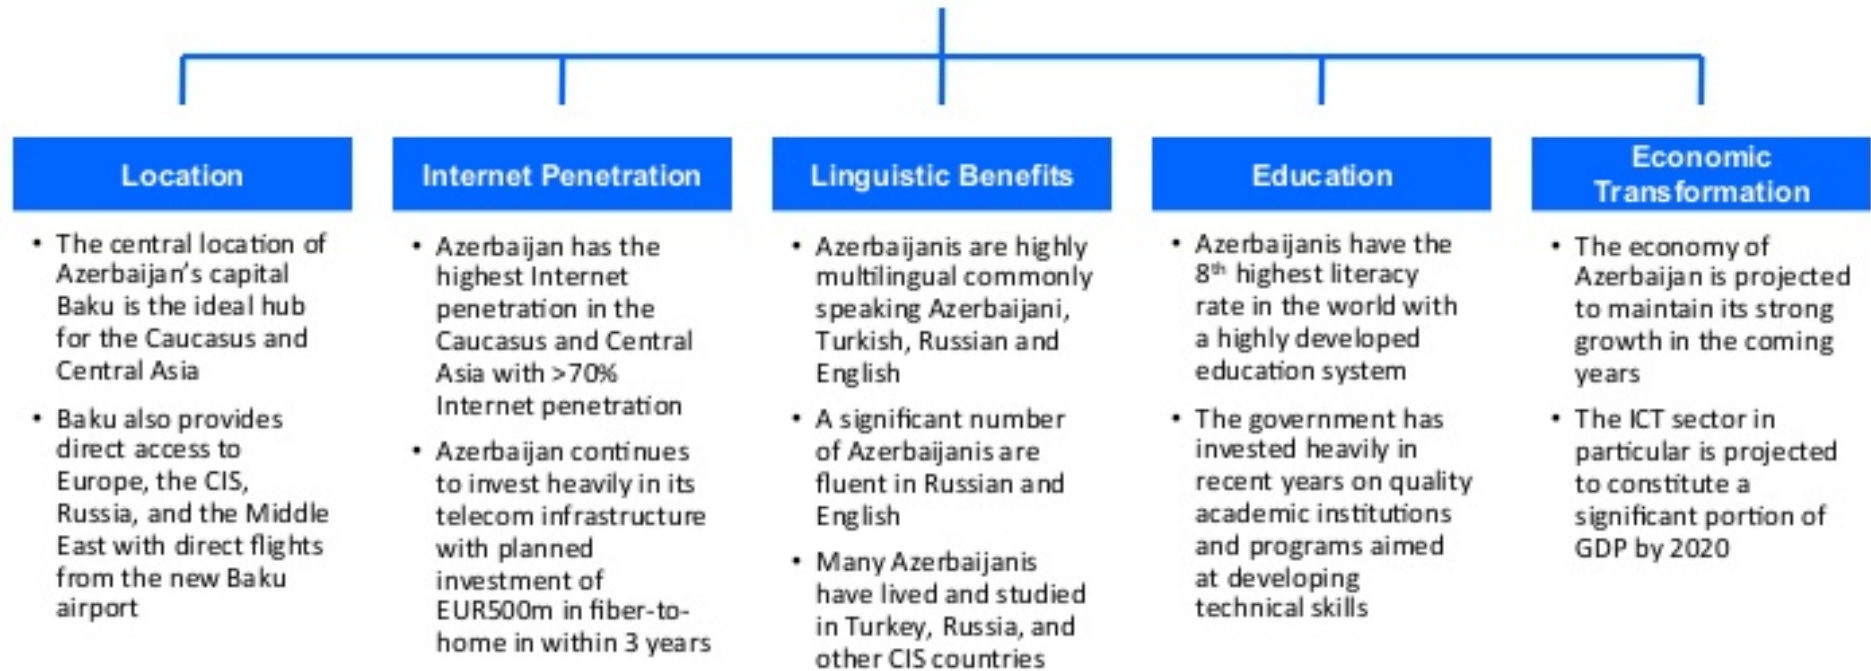 Location
• The central location of
Azerbaijan's capital
Baku is the ideal hub
for the Caucasus and
Central Asia
• Baku also provides
direct access to
Europe, the CIS,
Russia, and the Middle
East with direct flights
from the new Baku
airport
Internet Penetration
• Azerbaijan has the
highest Internet
penetration in the
Caucasus and Central
Asia with >70%
Internet penetration
• Azerbaijan continues
to invest heavily in its
telecom infrastructure
with planned
investment of
EUR500m in fiber-to-
home in within 3 years
Linguistic Benefits
• Azerbaijanis are highly
multilingual commonly
speaking Azerbaijani,
Turkish, Russian and
English
• A significant number
of Azerbaijanis are
fluent in Russian and
English
• Many Azerbaijanis
have lived and studied
in Turkey, Russia, and
other CIS countries
Education
• Azerbaijanis have the
8th highest literacy
rate in the world with
a highly developed
education system
• The government has
invested heavily in
recent years on quality
academic institutions
and programs aimed
at developing
technical skills
Economic
Transformation
• The economy of
Azerbaijan is projected
to maintain its strong
growth in the coming
years
• The ICT sector in
particular is projected
to constitute a
significant portion of
GDP by 2020